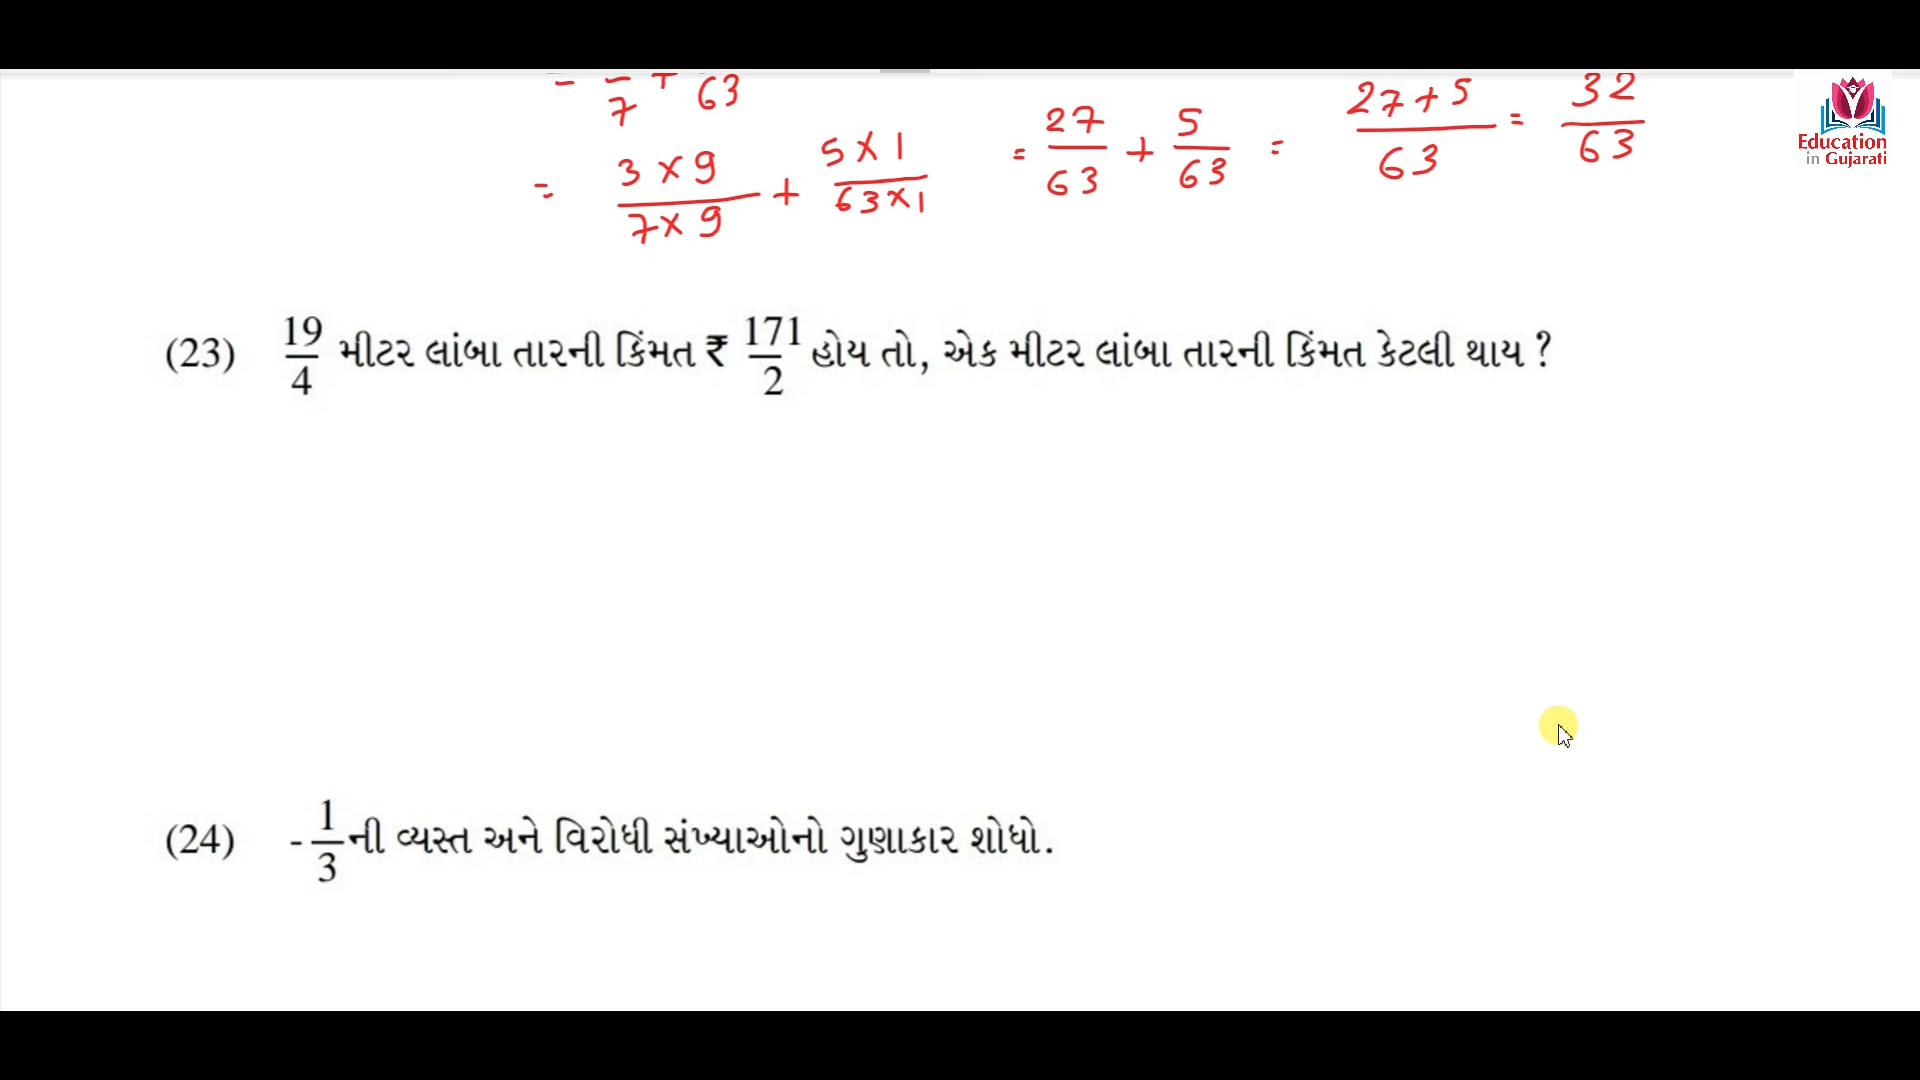 - 7 + 63
= 3 × 9 / 7 × 9 + 5 × 1 / 63 × 1 = 27/63 + 5/63 = 27 + 5 / 63 = 32/63
Education
in Gujarati
(23) 19/4 મીટર લાંબા તારની કિંમત ₹ 171/2 હોય તો, એક મીટર લાંબા તારની કિંમત કેટલી થાય ?
(24) -1/3ની વ્યસ્ત અને વિરોધી સંખ્યાઓનો ગુણાકાર શોધો.